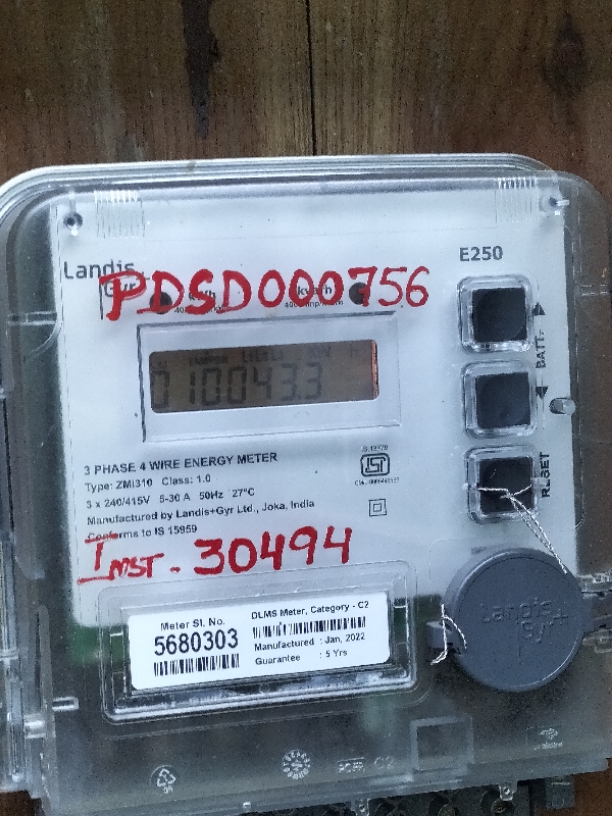 Landis
Gyr
E250
PDSD000756
BATT.
010043.3
RESET
3 PHASE 4 WIRE ENERGY METER
Type: ZMI310 Class: 1.0
3 x 240/415V 5-30 A 50Hz 27°C
Manufactured by Landis+Gyr Ltd., Joka, India
Conforms to IS 15959
INST - 30494
Meter Sl. No.
5680303
DLMS Meter, Category - C2
Manufactured : Jan, 2022
Guarantee : 5 Yrs
Landis
Gyr+
C2